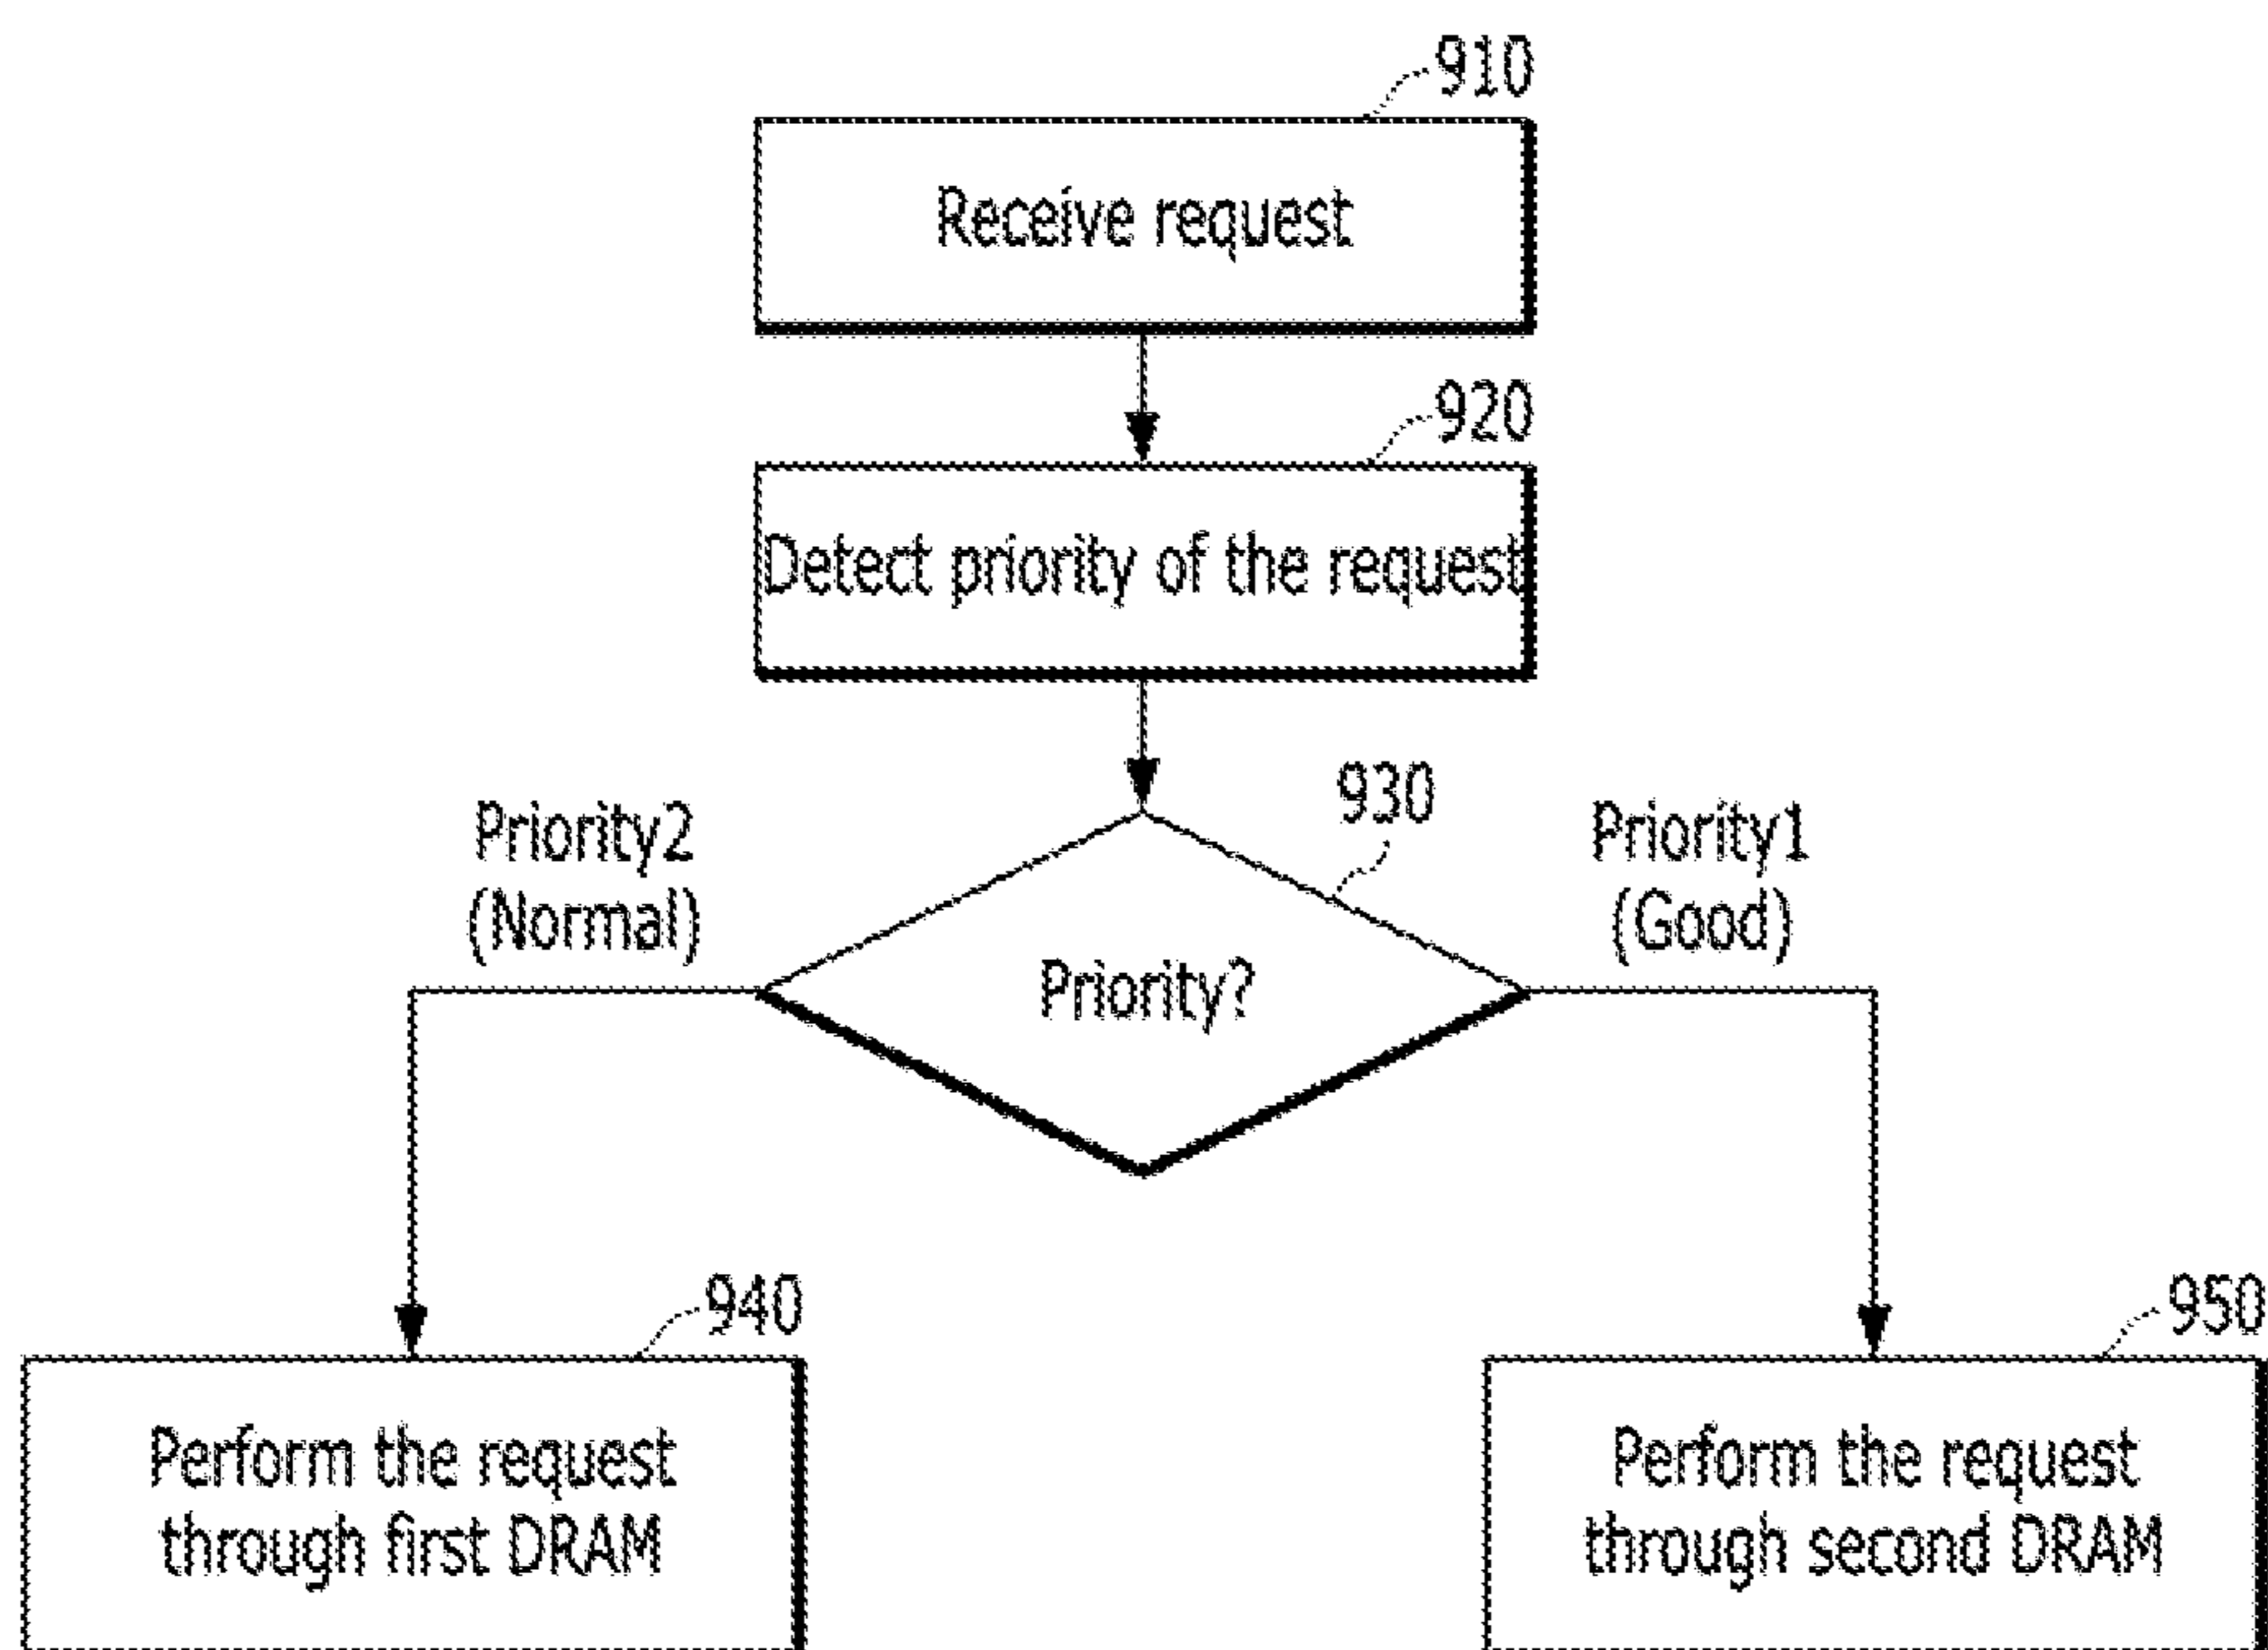 910
Receive request
920
Detect priority of the request
930
Priority2
(Normal)
Priority1
(Good)
Priority?
940
Perform the request
through first DRAM
950
Perform the request
through second DRAM